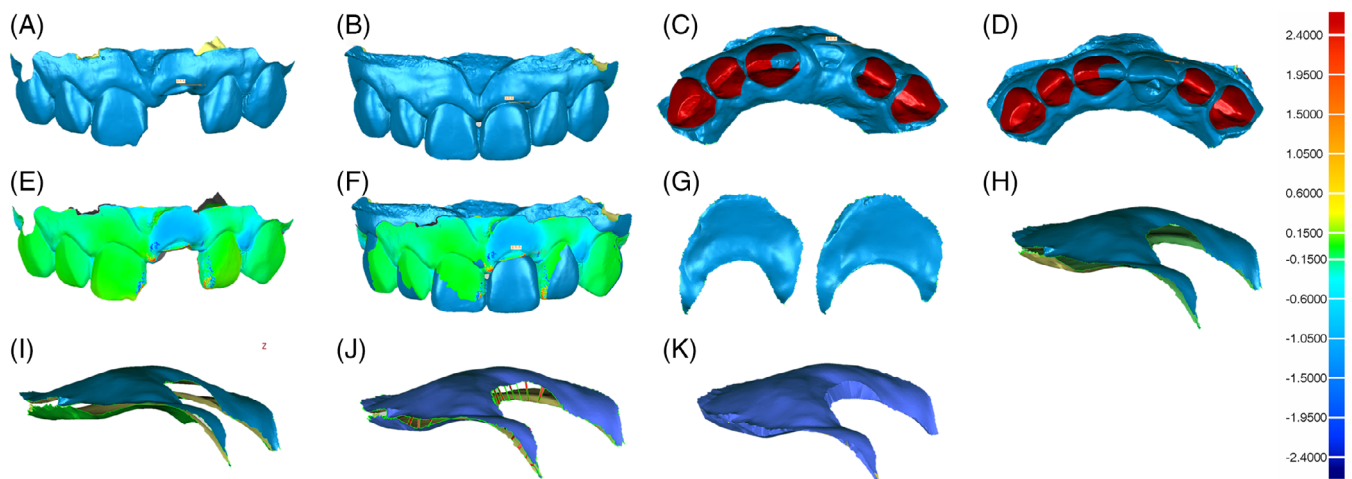 (A)
(B)
(C)
(D)
(E)
(F)
(G)
(H)
(I)
(J)
(K)
Z
2.4000
1.9500
1.5000
1.0500
0.6000
0.1500
-0.1500
-0.6000
-1.0500
-1.5000
-1.9500
-2.4000